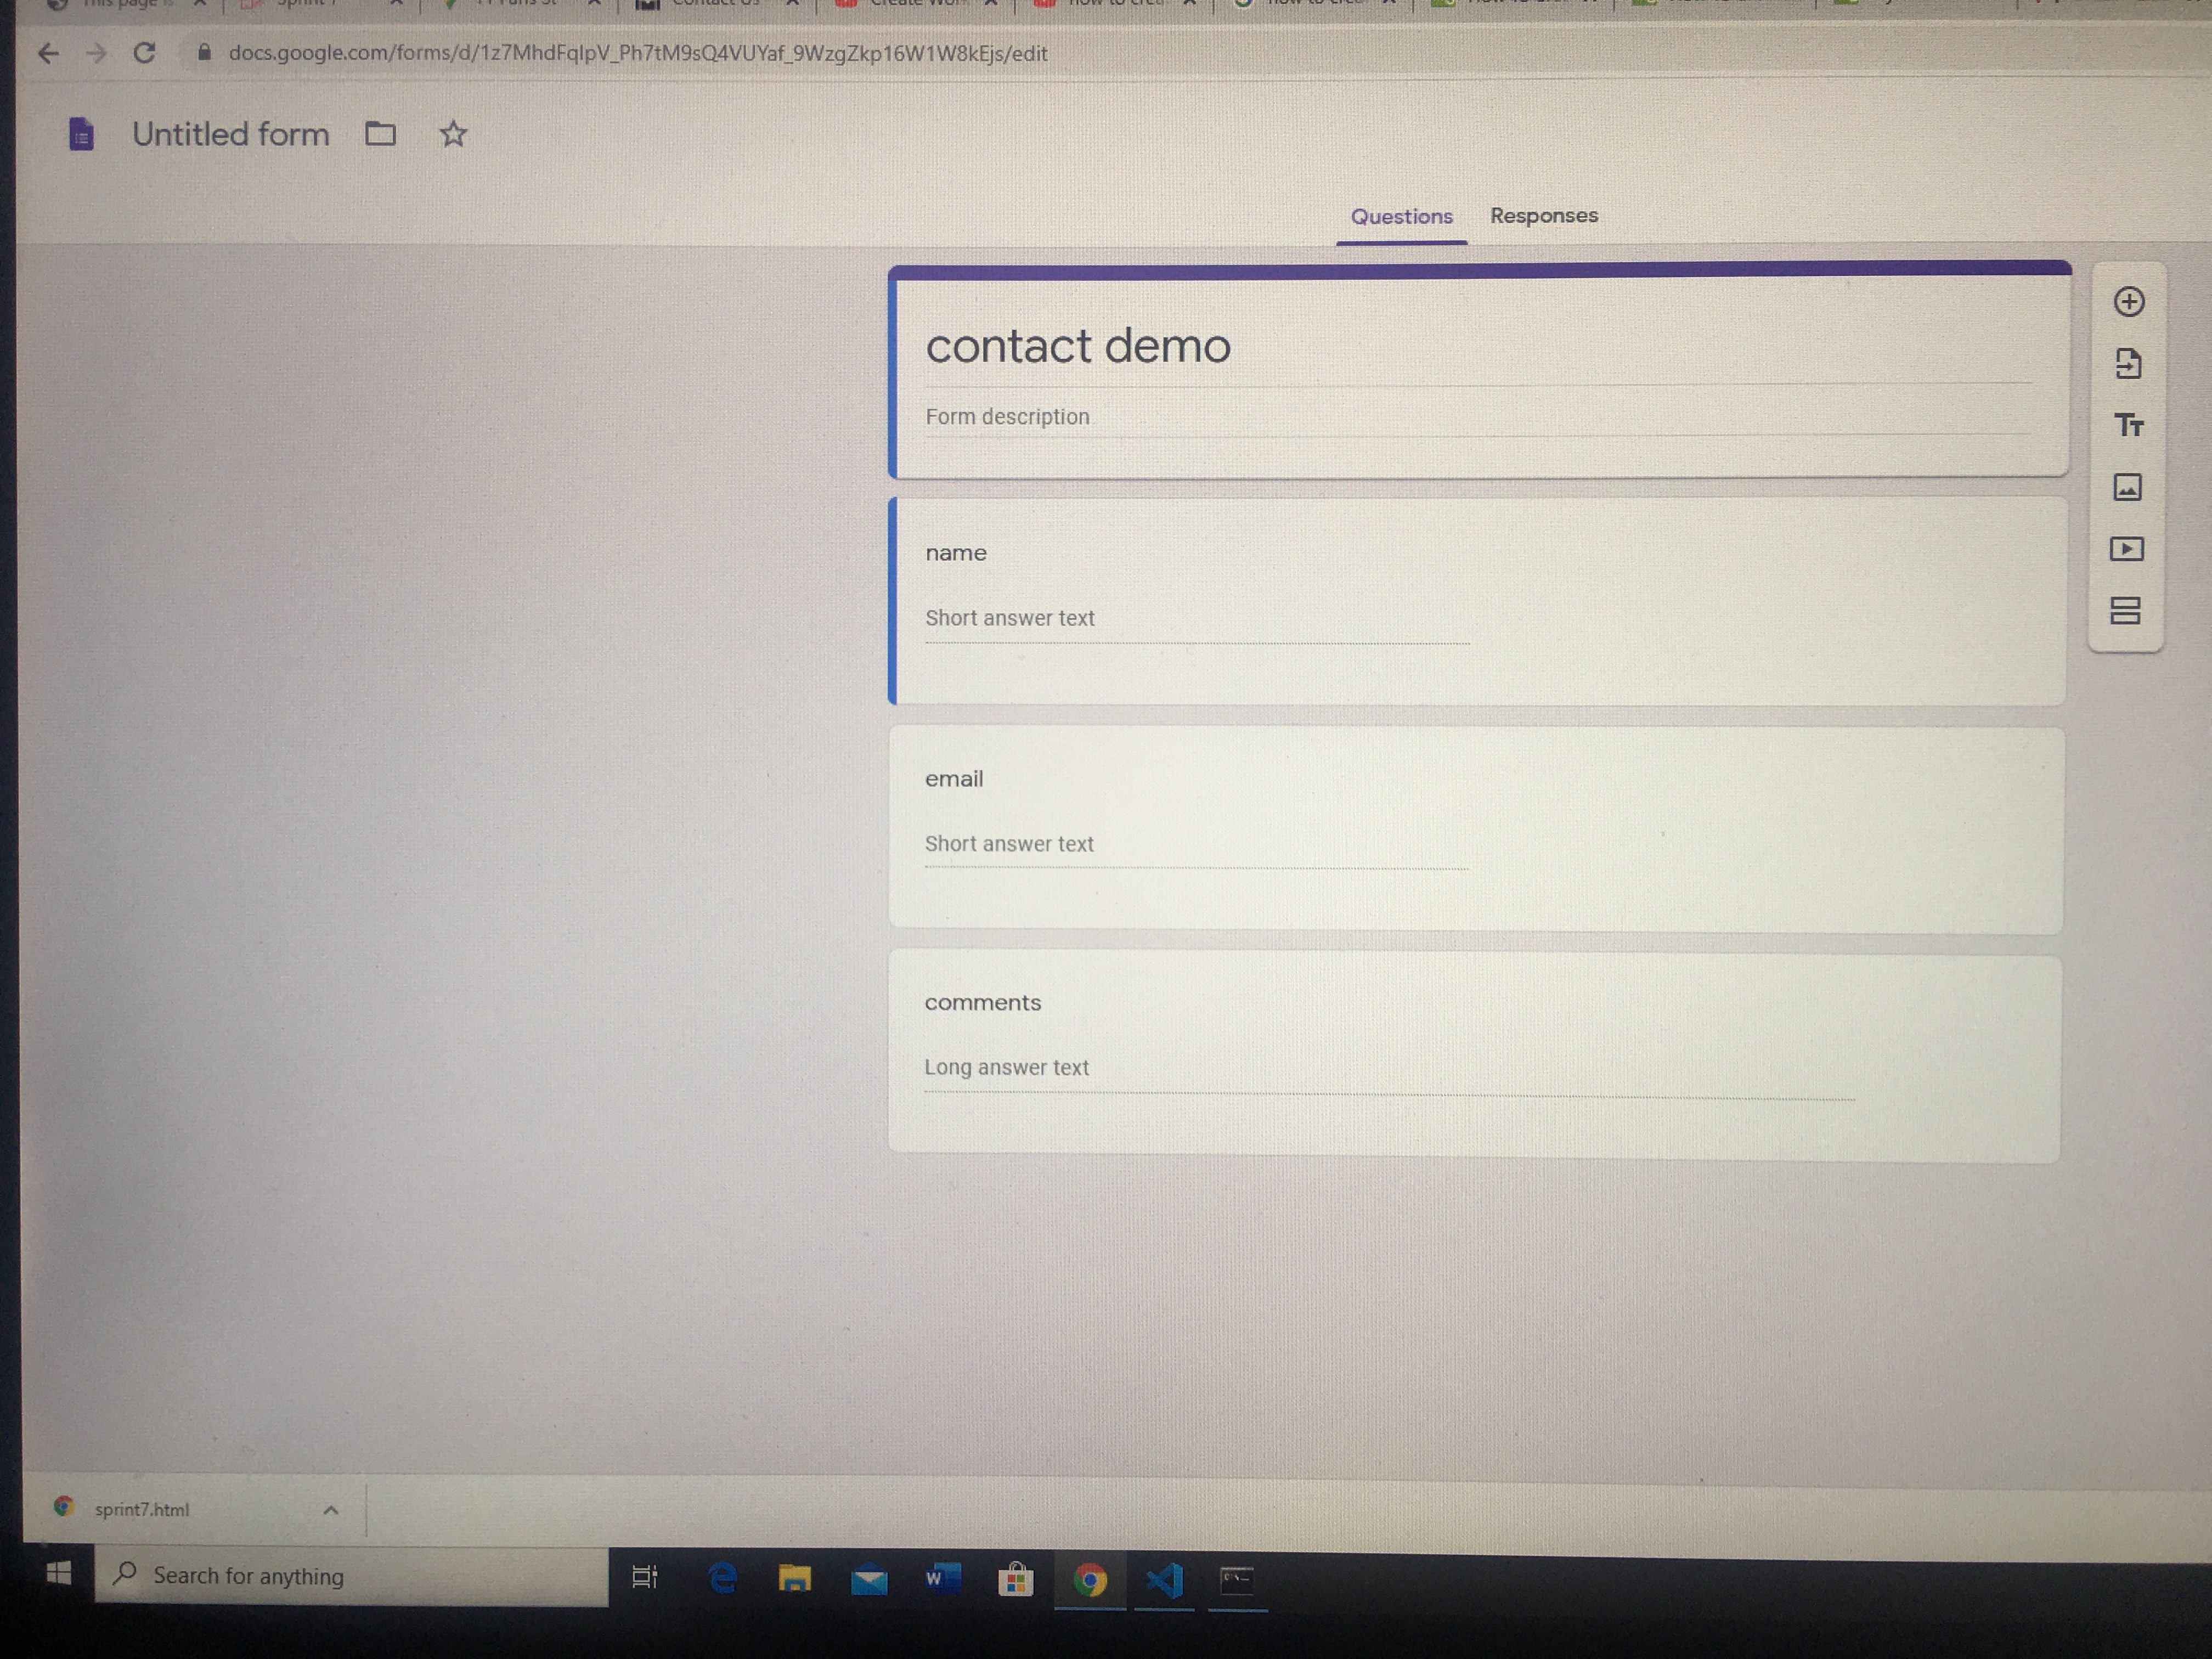 docs.google.com/forms/d/1z7MhdFqlpV_Ph7tM9sQ4VUYaf_9WzgZkp16W1W8kEjs/edit
Untitled form
Questions Responses
contact demo
Form description
name
Short answer text
email
Short answer text
comments
Long answer text
sprint7.html
Search for anything